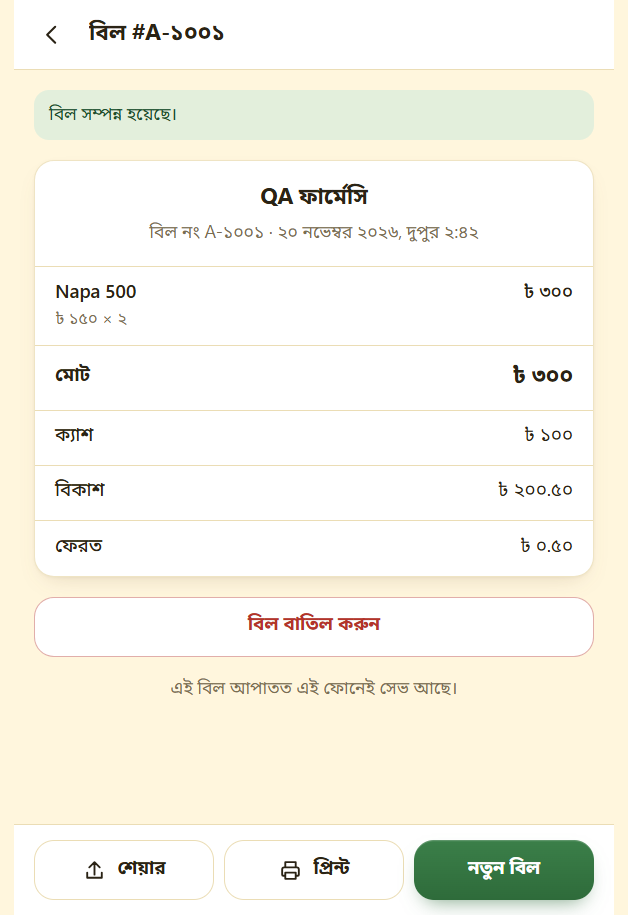 বিল #A-১০০১
বিল সম্পন্ন হয়েছে।
QA ফার্মেসি
বিল নং A-১০০১ · ২০ নভেম্বর ২০২৬, দুপুর ২:৪২
Napa 500 ৳ ৩০০
৳ ১৫০ × ২
মোট ৳ ৩০০
ক্যাশ ৳ ১০০
বিকাশ ৳ ২০০.৫০
ফেরত ৳ ০.৫০
বিল বাতিল করুন
এই বিল আপাতত এই ফোনেই সেভ আছে।
শেয়ার প্রিন্ট নতুন বিল